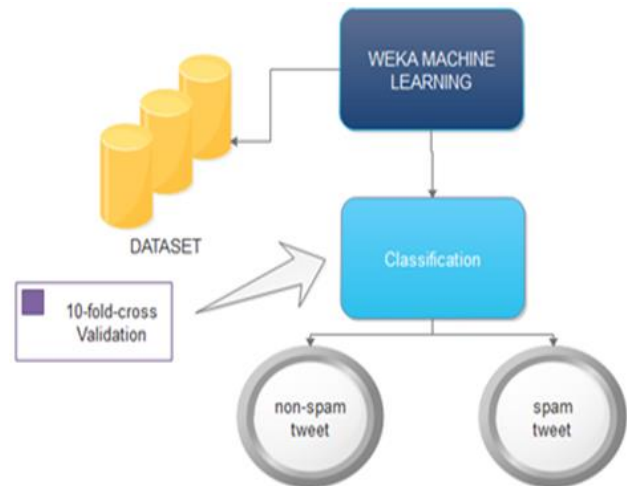 WEKA MACHINE
LEARNING
DATASET
Classification
10-fold-cross
Validation
non-spam
tweet
spam
tweet